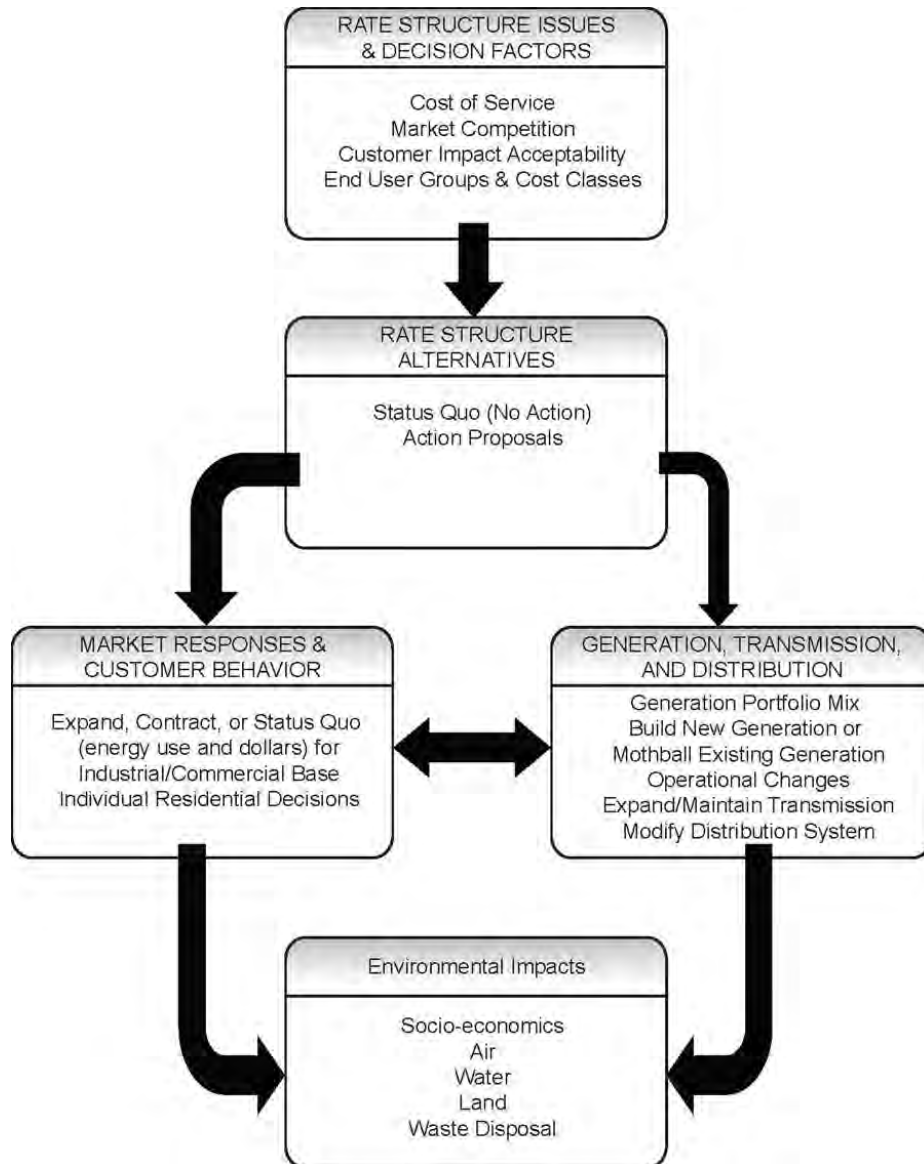 RATE STRUCTURE ISSUES
& DECISION FACTORS
Cost of Service
Market Competition
Customer Impact Acceptability
End User Groups & Cost Classes
RATE STRUCTURE
ALTERNATIVES
Status Quo (No Action)
Action Proposals
MARKET RESPONSES &
CUSTOMER BEHAVIOR
Expand, Contract, or Status Quo
(energy use and dollars) for
Industrial/Commercial Base
Individual Residential Decisions
GENERATION, TRANSMISSION,
AND DISTRIBUTION
Generation Portfolio Mix
Build New Generation or
Mothball Existing Generation
Operational Changes
Expand/Maintain Transmission
Modify Distribution System
Environmental Impacts
Socio-economics
Air
Water
Land
Waste Disposal